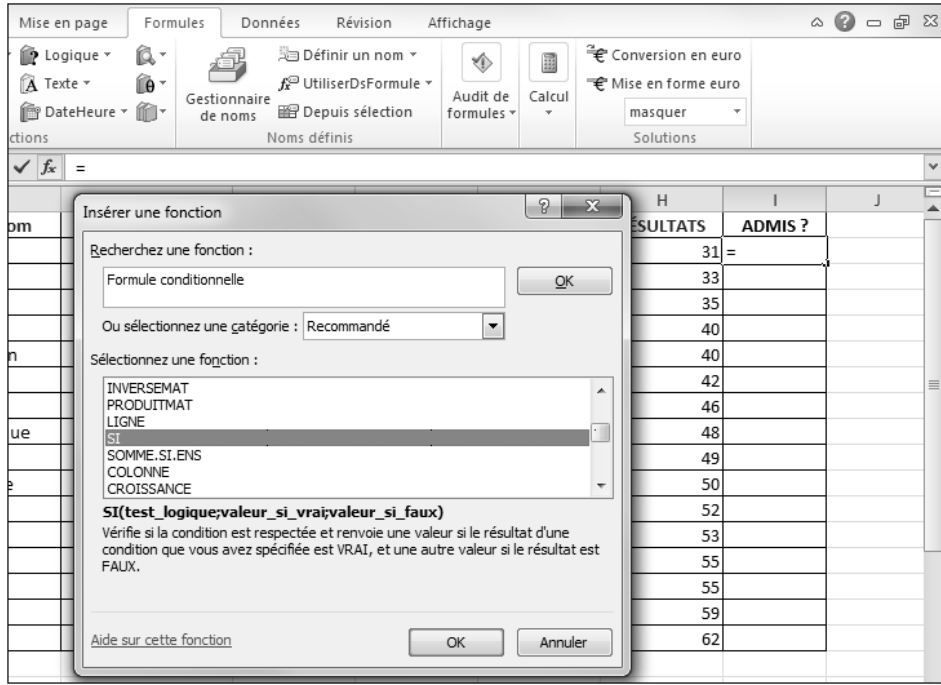 Mise en page Formules Données Révision Affichage
Logique Définir un nom Conversion en euro
Texte UtiliserDsFormule Mise en forme euro
DateHeure Gestionnaire de noms Depuis sélection Audit de formules Calcul masquer
ctions Noms définis Solutions
fx =
H I J
om ÉSULTATS ADMIS ?
Insérer une fonction
Recherchez une fonction :
Formule conditionnelle
OK
Ou sélectionnez une catégorie : Recommandé
Sélectionnez une fonction :
INVERSEMAT
PRODUITMAT
LIGNE
SI
SOMME.SI.ENS
COLONNE
CROISSANCE
SI(test_logique;valeur_si_vrai;valeur_si_faux)
Vérifie si la condition est respectée et renvoie une valeur si le résultat d'une
condition que vous avez spécifiée est VRAI, et une autre valeur si le résultat est
FAUX.
Aide sur cette fonction
OK Annuler
31 =
33
35
40
n 40
42
46
ue 48
49
e 50
52
53
55
55
59
62